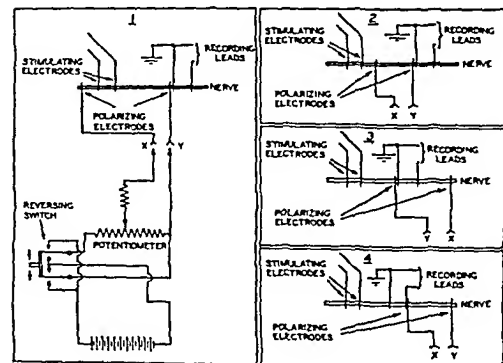 1
STIMULATING
ELECTRODES
RECORDING
LEADS
NERVE
POLARIZING
ELECTRODES
X Y
REVERSING
SWITCH
POTENTIOMETER
2
STIMULATING
ELECTRODES
RECORDING
LEADS
NERVE
POLARIZING
ELECTRODES
X Y
3
STIMULATING
ELECTRODES
RECORDING
LEADS
NERVE
POLARIZING
ELECTRODES
Y X
4
STIMULATING
ELECTRODES
RECORDING
LEADS
NERVE
POLARIZING
ELECTRODES
X Y